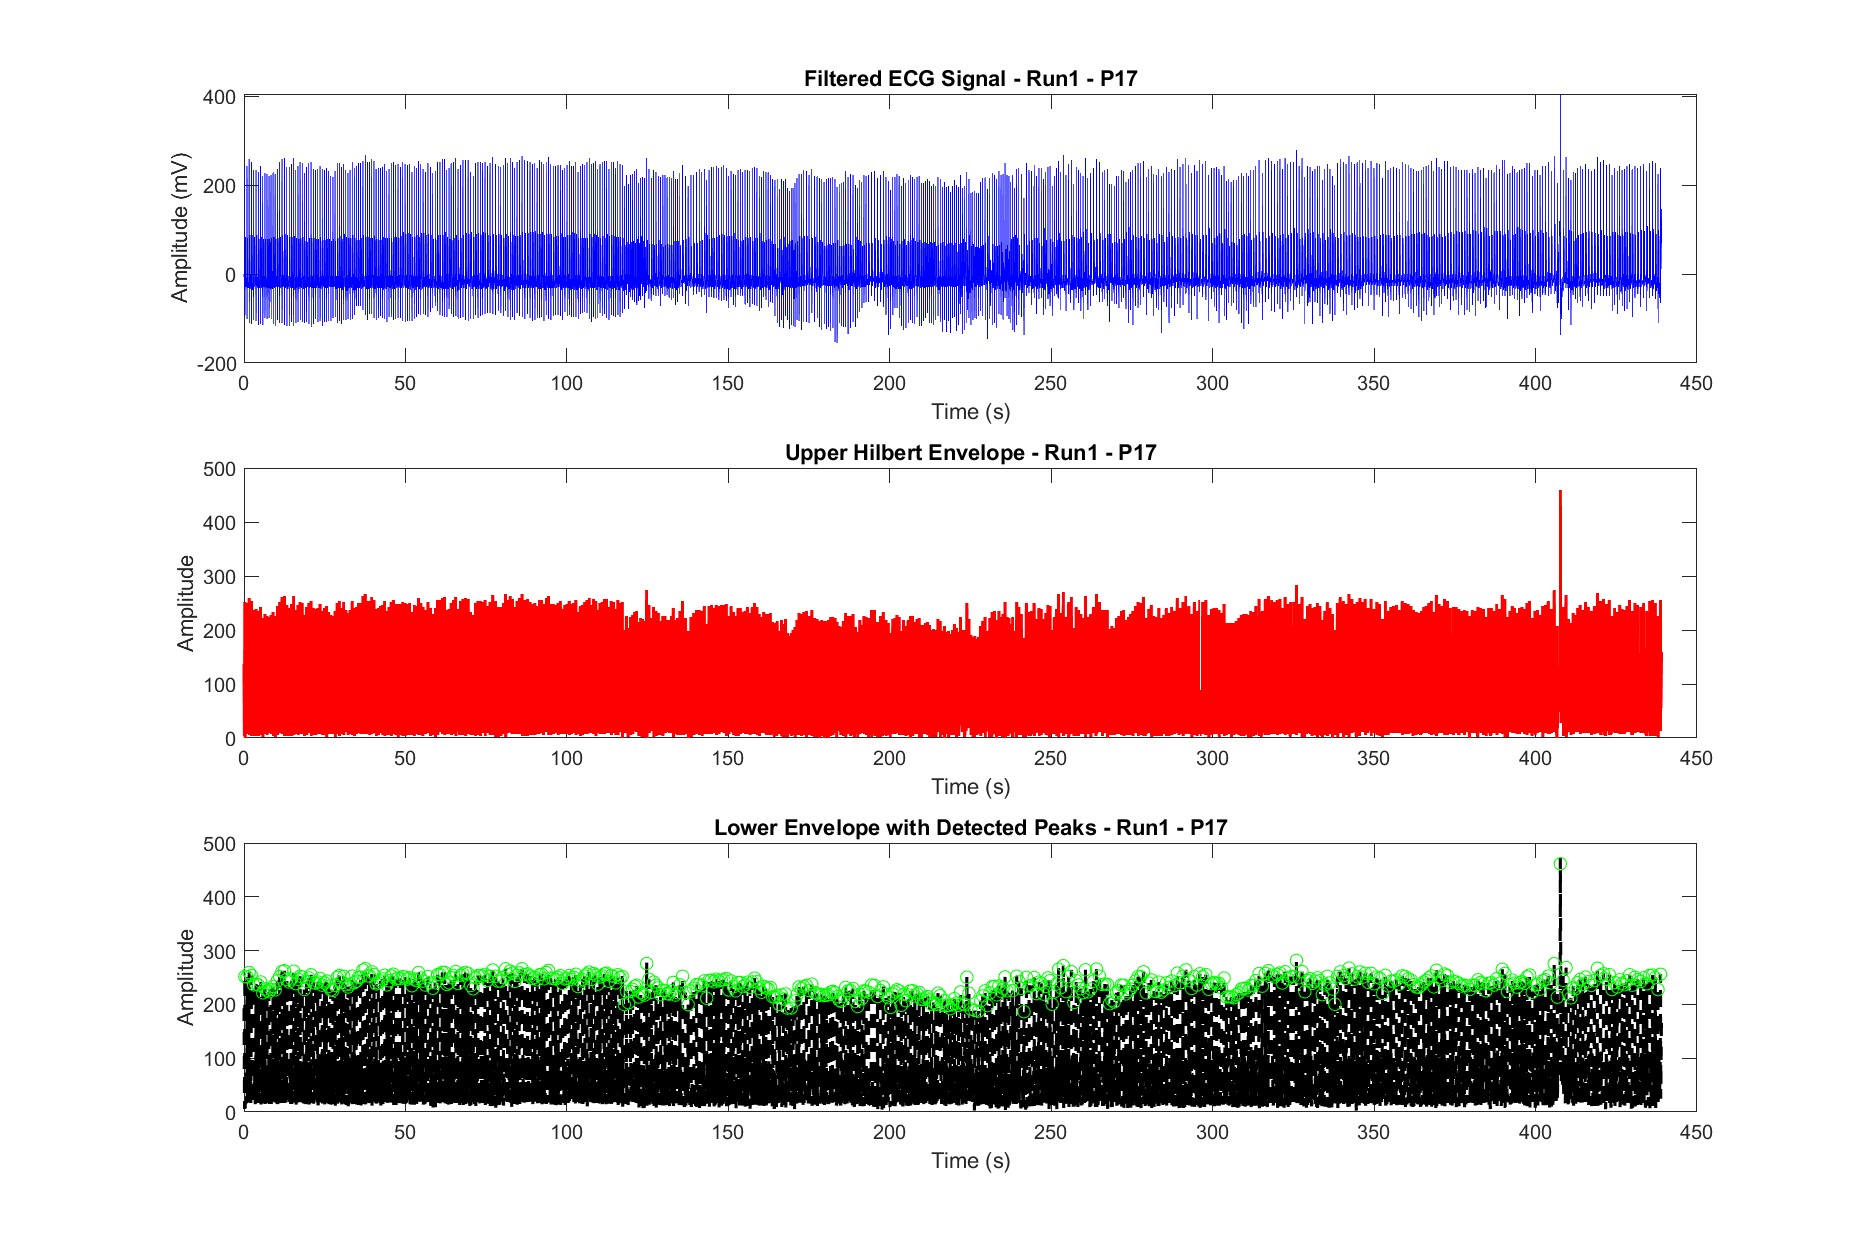 Filtered ECG Signal - Run1 - P17
Amplitude (mV)
400
200
0
-200
0 50 100 150 200 250 300 350 400 450
Time (s)
Upper Hilbert Envelope - Run1 - P17
Amplitude
500
400
300
200
100
0
0 50 100 150 200 250 300 350 400 450
Time (s)
Lower Envelope with Detected Peaks - Run1 - P17
Amplitude
500
400
300
200
100
0
0 50 100 150 200 250 300 350 400 450
Time (s)